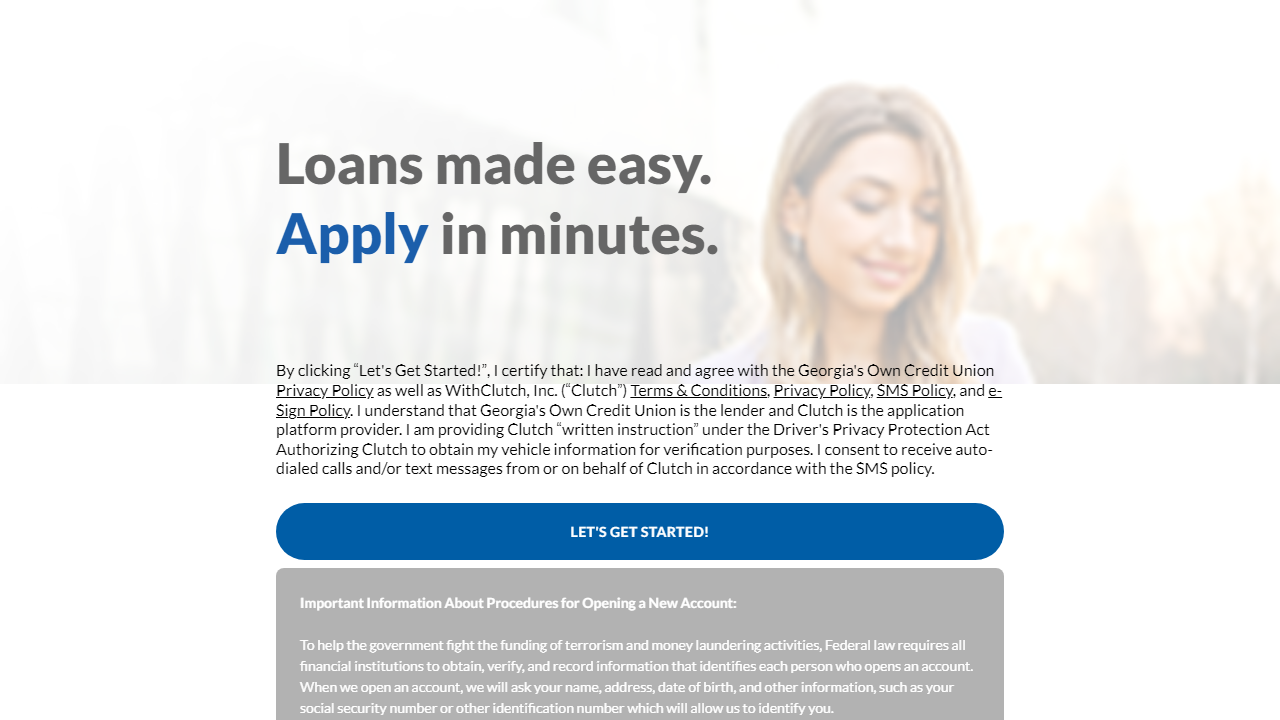 Loans made easy.
Apply in minutes.
By clicking “Let's Get Started!”, I certify that: I have read and agree with the Georgia's Own Credit Union
Privacy Policy as well as WithClutch, Inc. (“Clutch”) Terms & Conditions, Privacy Policy, SMS Policy, and e-
Sign Policy. I understand that Georgia's Own Credit Union is the lender and Clutch is the application
platform provider. I am providing Clutch “written instruction” under the Driver's Privacy Protection Act
Authorizing Clutch to obtain my vehicle information for verification purposes. I consent to receive auto-
dialed calls and/or text messages from or on behalf of Clutch in accordance with the SMS policy.
LET'S GET STARTED!
Important Information About Procedures for Opening a New Account:
To help the government fight the funding of terrorism and money laundering activities, Federal law requires all
financial institutions to obtain, verify, and record information that identifies each person who opens an account.
When we open an account, we will ask your name, address, date of birth, and other information, such as your
social security number or other identification number which will allow us to identify you.